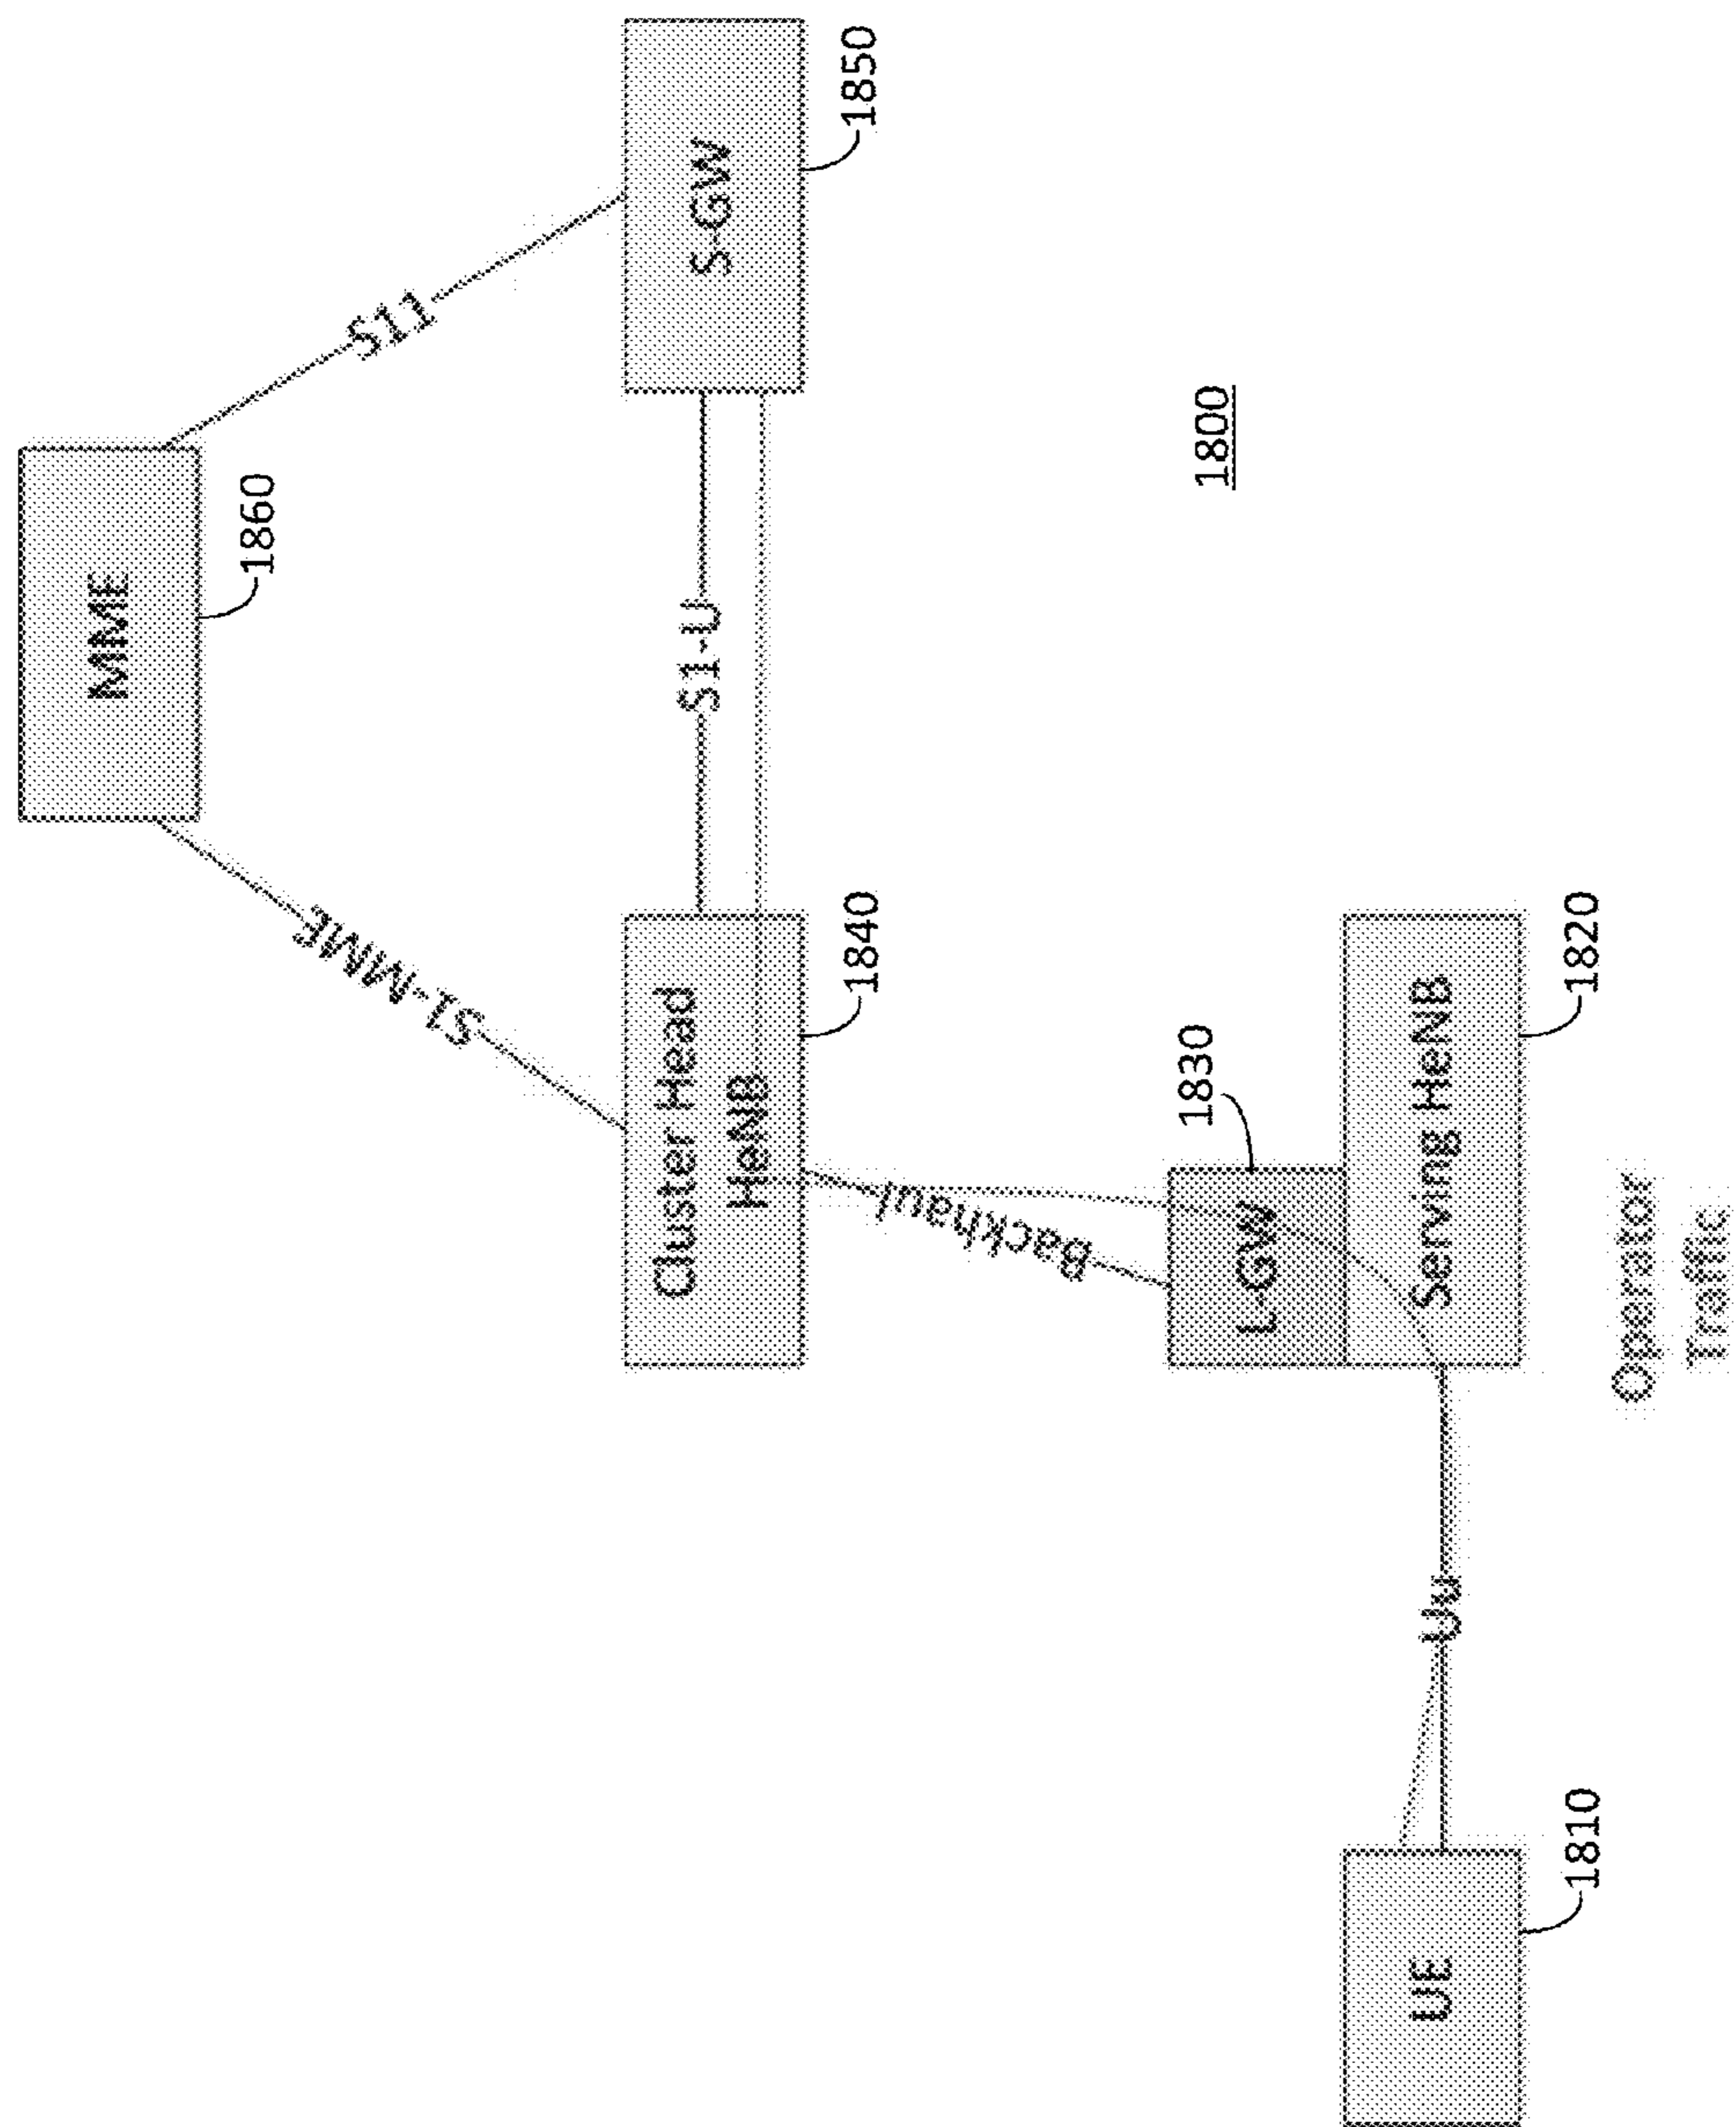 MME
1860
S1-MME
S11
Cluster Head
HeNB
1840
S1-U
S-GW
1850
Backhaul
1830
L-GW
1800
UE
1810
Uu
Serving HeNB
1820
Operator
Traffic